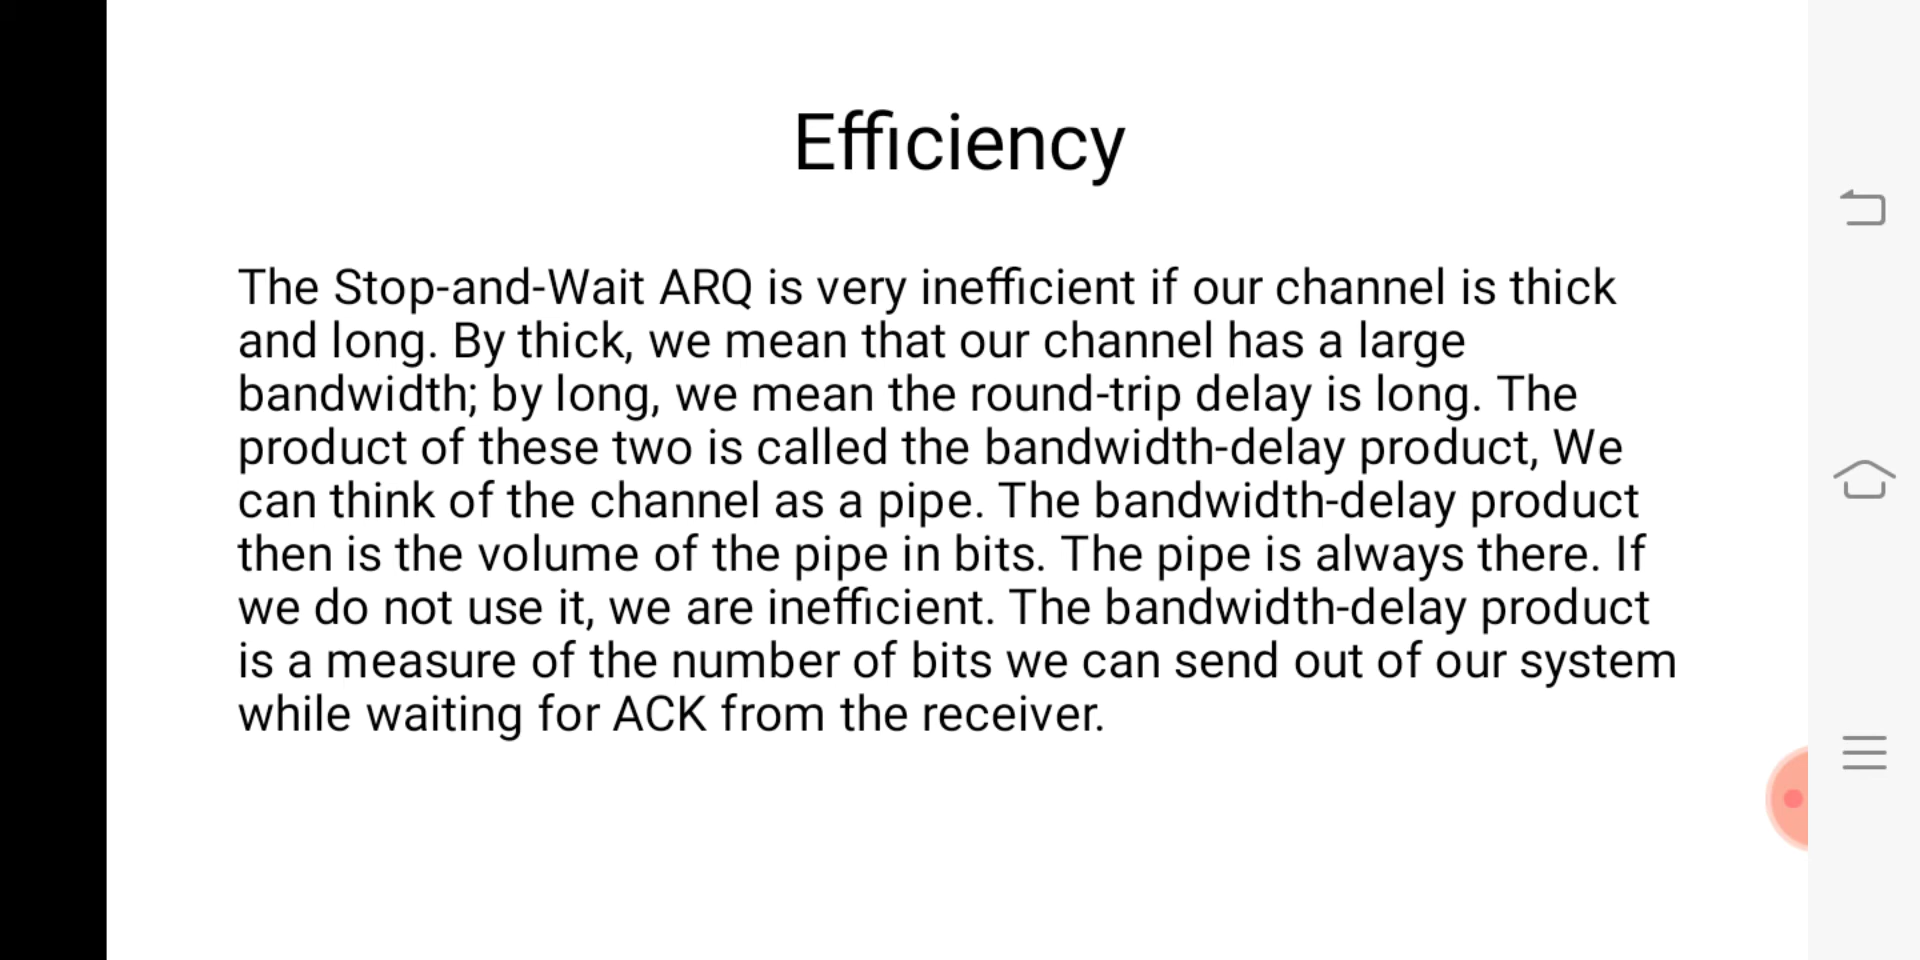 Efficiency
The Stop-and-Wait ARQ is very inefficient if our channel is thick
and long. By thick, we mean that our channel has a large
bandwidth; by long, we mean the round-trip delay is long. The
product of these two is called the bandwidth-delay product, We
can think of the channel as a pipe. The bandwidth-delay product
then is the volume of the pipe in bits. The pipe is always there. If
we do not use it, we are inefficient. The bandwidth-delay product
is a measure of the number of bits we can send out of our system
while waiting for ACK from the receiver.